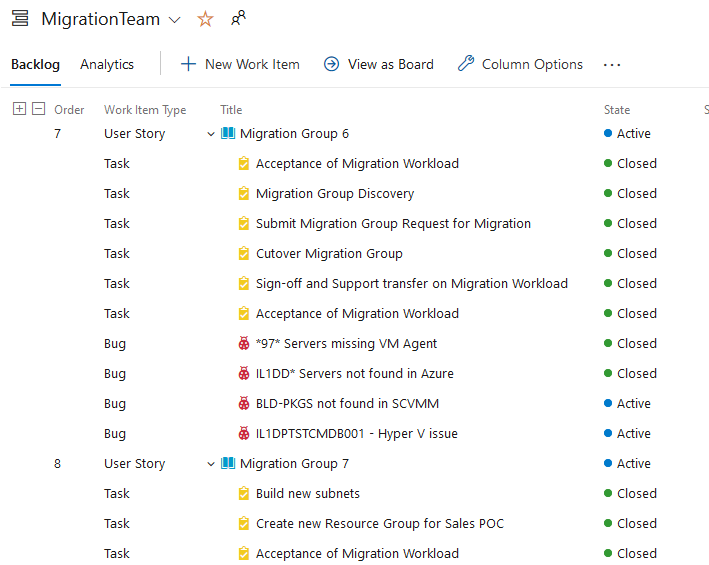 MigrationTeam
Backlog Analytics New Work Item View as Board Column Options ...
Order Work Item Type Title State S
7 User Story Migration Group 6 Active
Task Acceptance of Migration Workload Closed
Task Migration Group Discovery Closed
Task Submit Migration Group Request for Migration Closed
Task Cutover Migration Group Closed
Task Sign-off and Support transfer on Migration Workload Closed
Task Acceptance of Migration Workload Closed
Bug *97* Servers missing VM Agent Closed
Bug IL1DD* Servers not found in Azure Closed
Bug BLD-PKGS not found in SCVMM Active
Bug IL1DPTSTCMDB001 - Hyper V issue Active
8 User Story Migration Group 7 Active
Task Build new subnets Closed
Task Create new Resource Group for Sales POC Closed
Task Acceptance of Migration Workload Closed